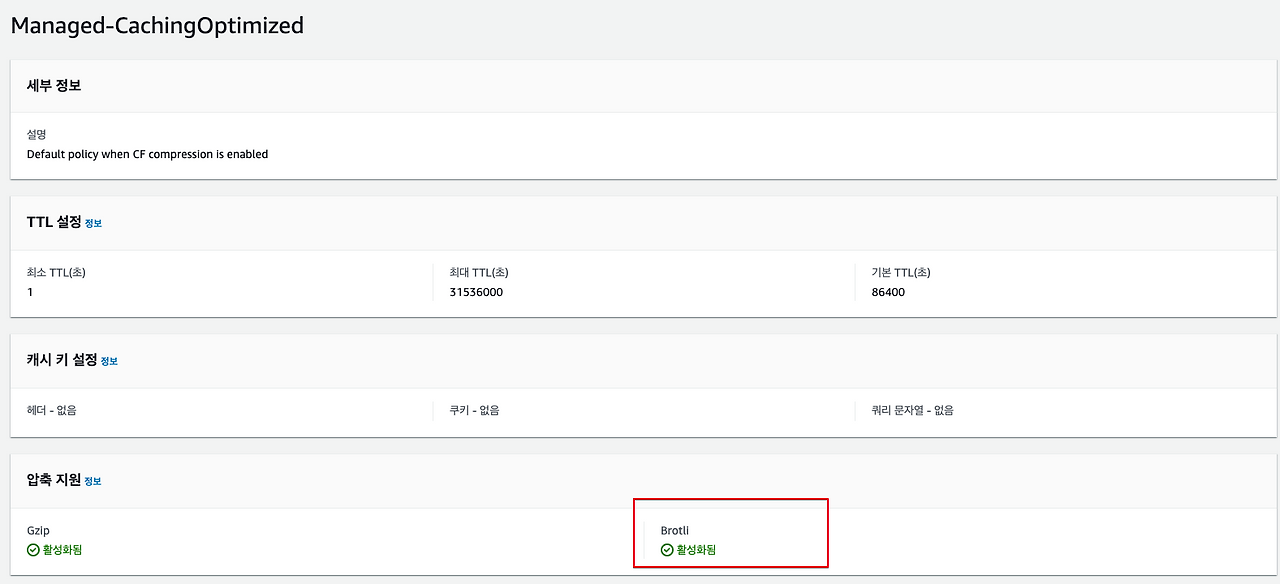 Managed-CachingOptimized
세부 정보
설명
Default policy when CF compression is enabled
TTL 설정 정보
최소 TTL(초)
1
최대 TTL(초)
31536000
기본 TTL(초)
86400
캐시 키 설정 정보
헤더 - 없음
쿠키 - 없음
쿼리 문자열 - 없음
압축 지원 정보
Gzip
활성화됨
Brotli
활성화됨